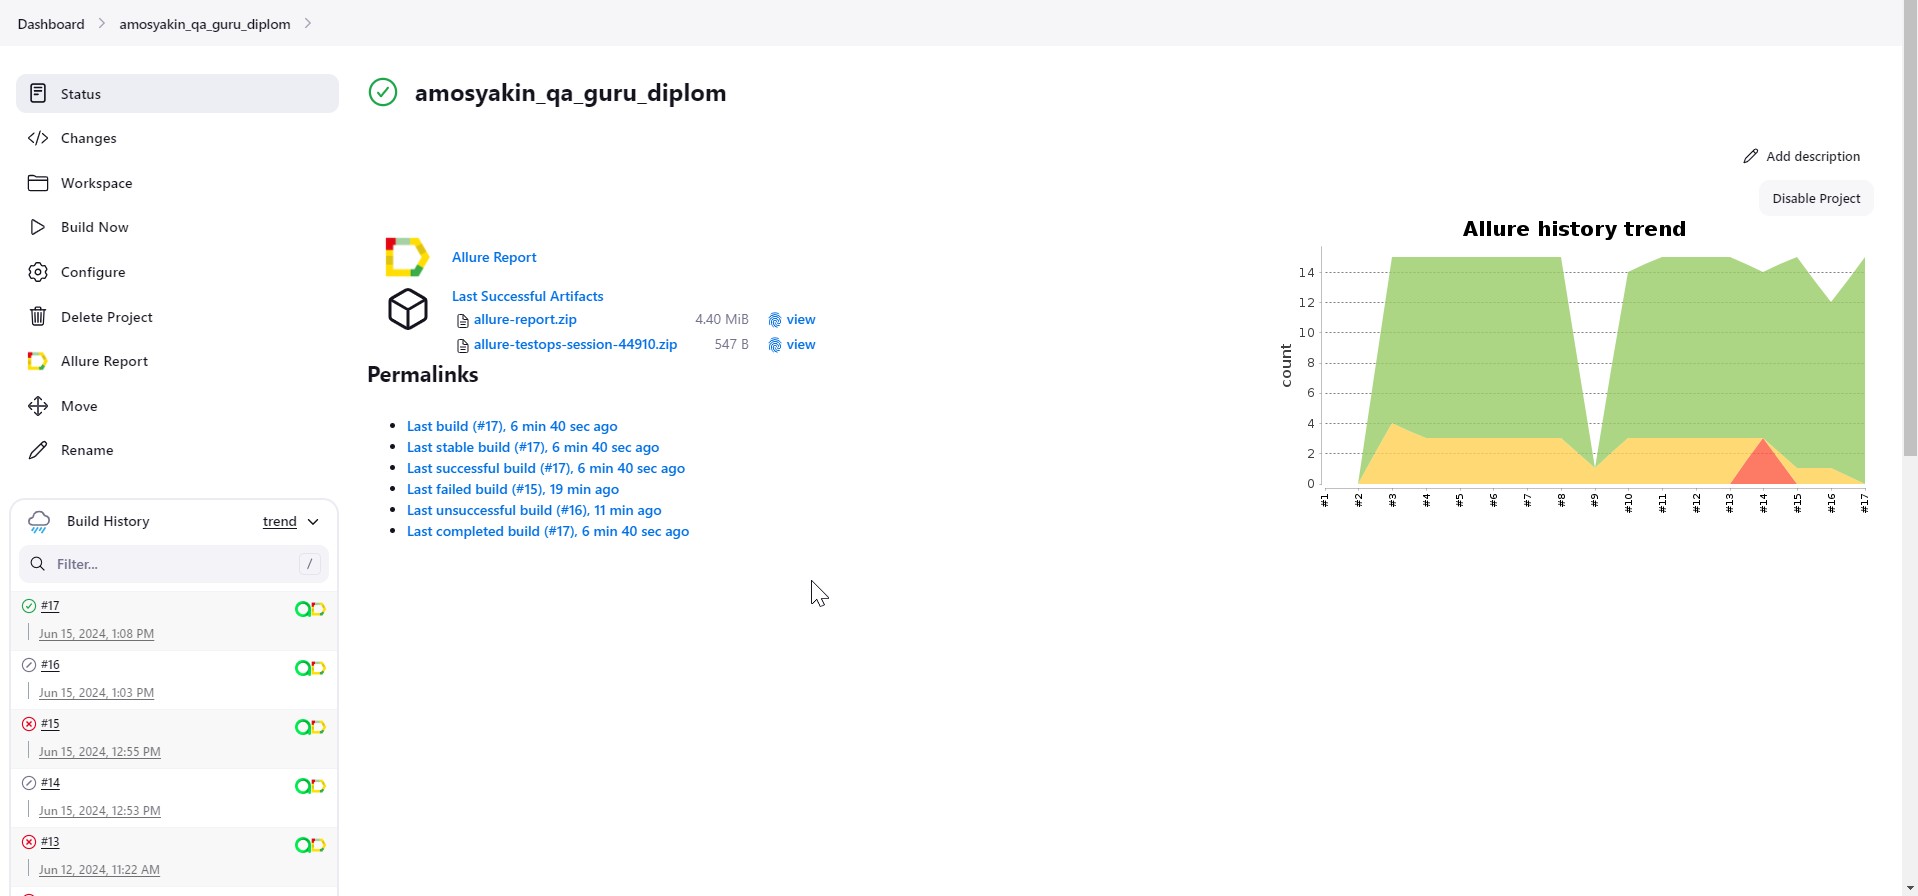 Dashboard
amosyakin_qa_guru_diplom
Status
Changes
Workspace
Build Now
Configure
Delete Project
Allure Report
Move
Rename
Build History
trend
Filter...
/
#17
Jun 15, 2024, 1:08 PM
#16
Jun 15, 2024, 1:03 PM
#15
Jun 15, 2024, 12:55 PM
#14
Jun 15, 2024, 12:53 PM
#13
Jun 12, 2024, 11:22 AM
amosyakin_qa_guru_diplom
Add description
Disable Project
Allure Report
Last Successful Artifacts
allure-report.zip 4.40 MiB view
allure-testops-session-44910.zip 547 B view
Permalinks
Last build (#17), 6 min 40 sec ago
Last stable build (#17), 6 min 40 sec ago
Last successful build (#17), 6 min 40 sec ago
Last failed build (#15), 19 min ago
Last unsuccessful build (#16), 11 min ago
Last completed build (#17), 6 min 40 sec ago
Allure history trend
count
14
12
10
8
6
4
2
0
#1 #2 #3 #4 #5 #6 #7 #8 #9 #10 #11 #12 #13 #14 #15 #16 #17